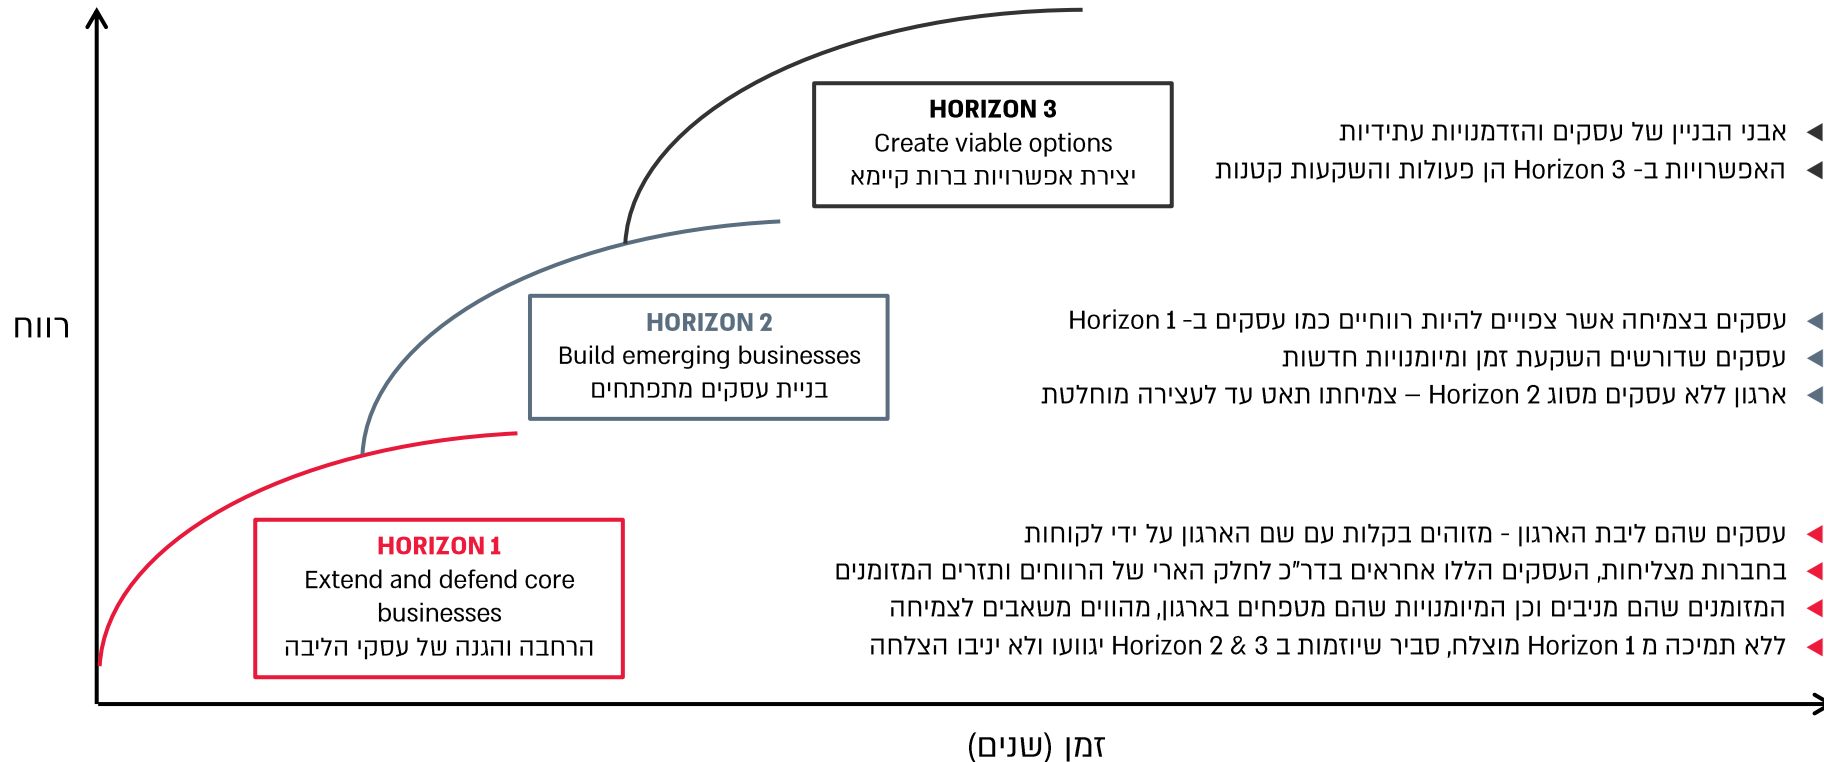 HORIZON 3
Create viable options
יצירת אפשרויות ברות קיימא
אבני הבניין של עסקים והזדמנויות עתידיות
האפשרויות ב- Horizon 3 הן פעולות והשקעות קטנות
רווח
HORIZON 2
Build emerging businesses
בניית עסקים מתפתחים
עסקים בצמיחה אשר צפויים להיות רווחיים כמו עסקים ב- Horizon 1
עסקים שדורשים השקעת זמן ומיומנויות חדשות
ארגון ללא עסקים מסוג Horizon 2 – צמיחתו תאט עד לעצירה מוחלטת
HORIZON 1
Extend and defend core
businesses
הרחבה והגנה של עסקי הליבה
עסקים שהם ליבת הארגון - מזוהים בקלות עם שם הארגון על ידי לקוחות
בחברות מצליחות, העסקים הללו אחראים בדר"כ לחלק הארי של הרווחים ותזרים המזומנים
המזומנים שהם מניבים וכן המיומנויות שהם מטפחים בארגון, מהווים משאבים לצמיחה
ללא תמיכה מ Horizon 1 מוצלח, סביר שיוזמות ב Horizon 2 & 3 יגוועו ולא יניבו הצלחה
זמן (שנים)